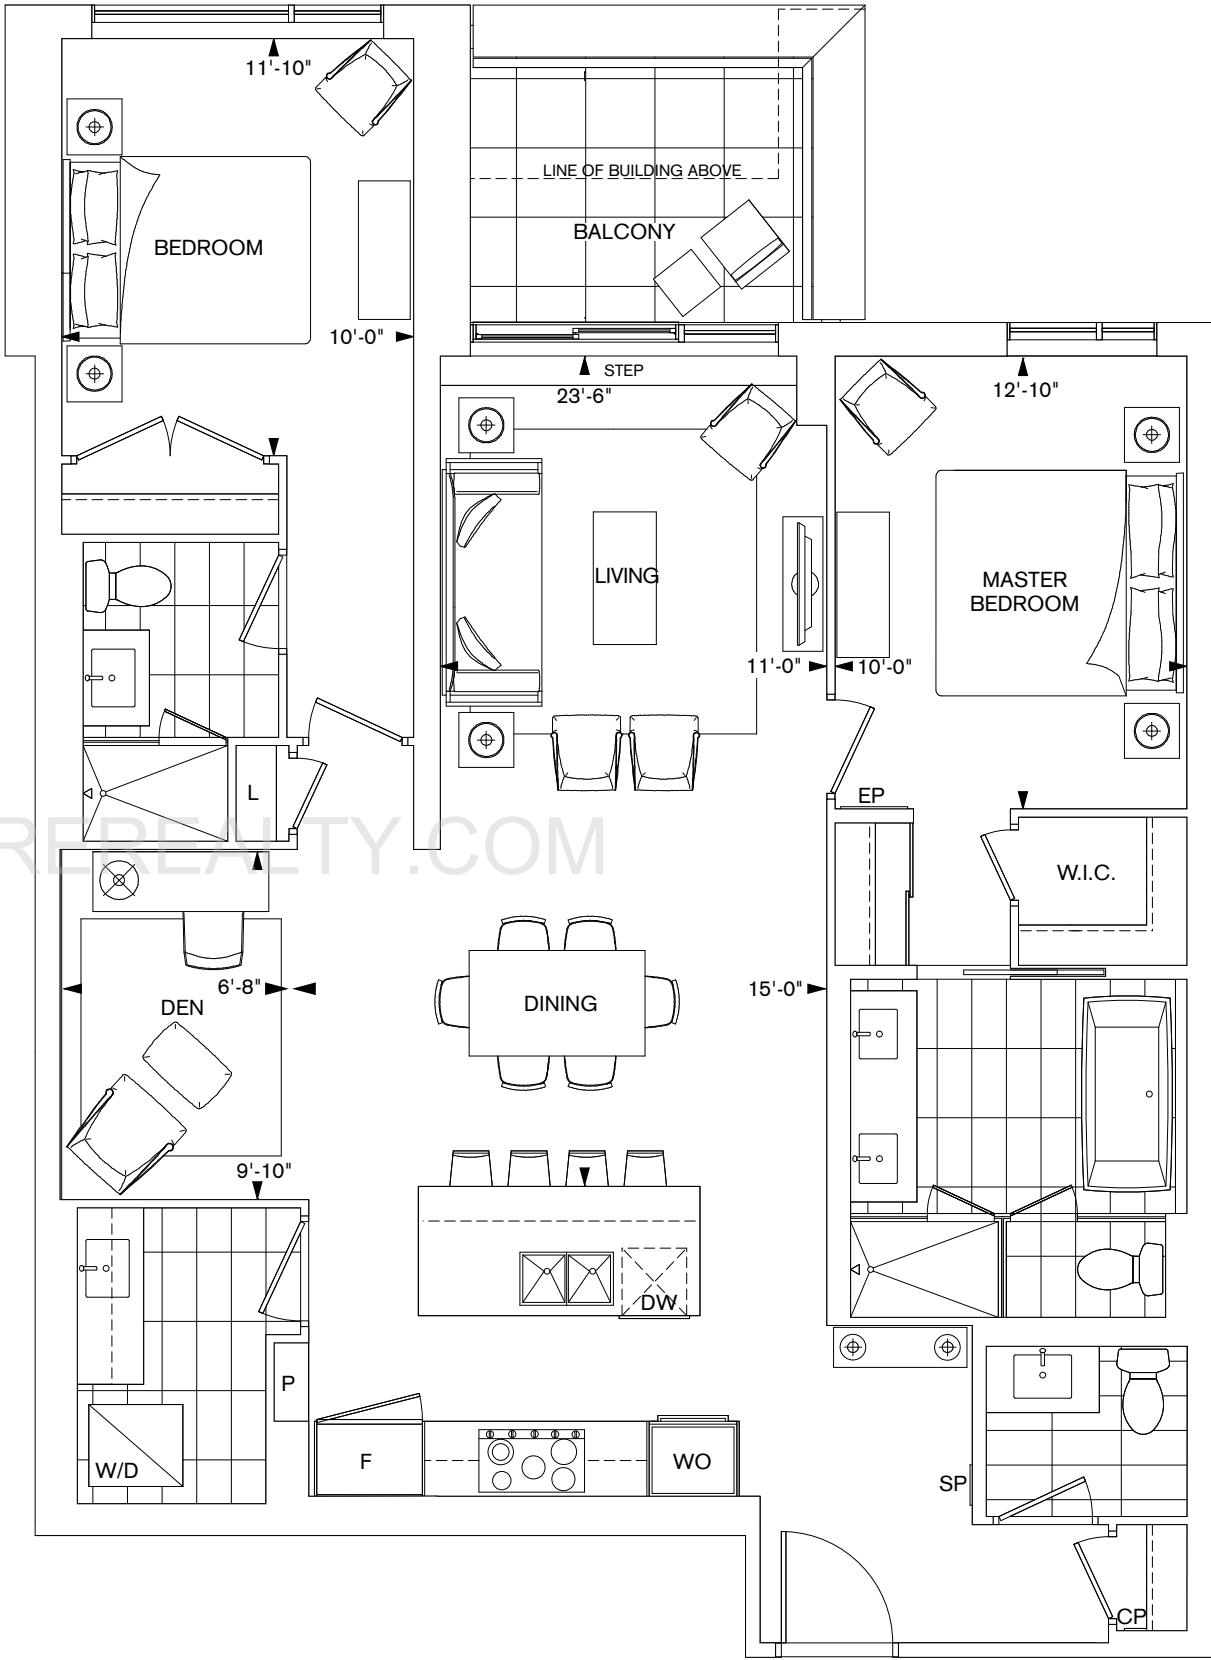 11'-10"
LINE OF BUILDING ABOVE
BALCONY
BEDROOM
10'-0"
STEP
23'-6"
12'-10"
LIVING
MASTER
BEDROOM
11'-0"
10'-0"
L
EP
REREALTY.COM
W.I.C.
6'-8"
15'-0"
DEN
DINING
9'-10"
DW
P
F
WO
W/D
SP
CP